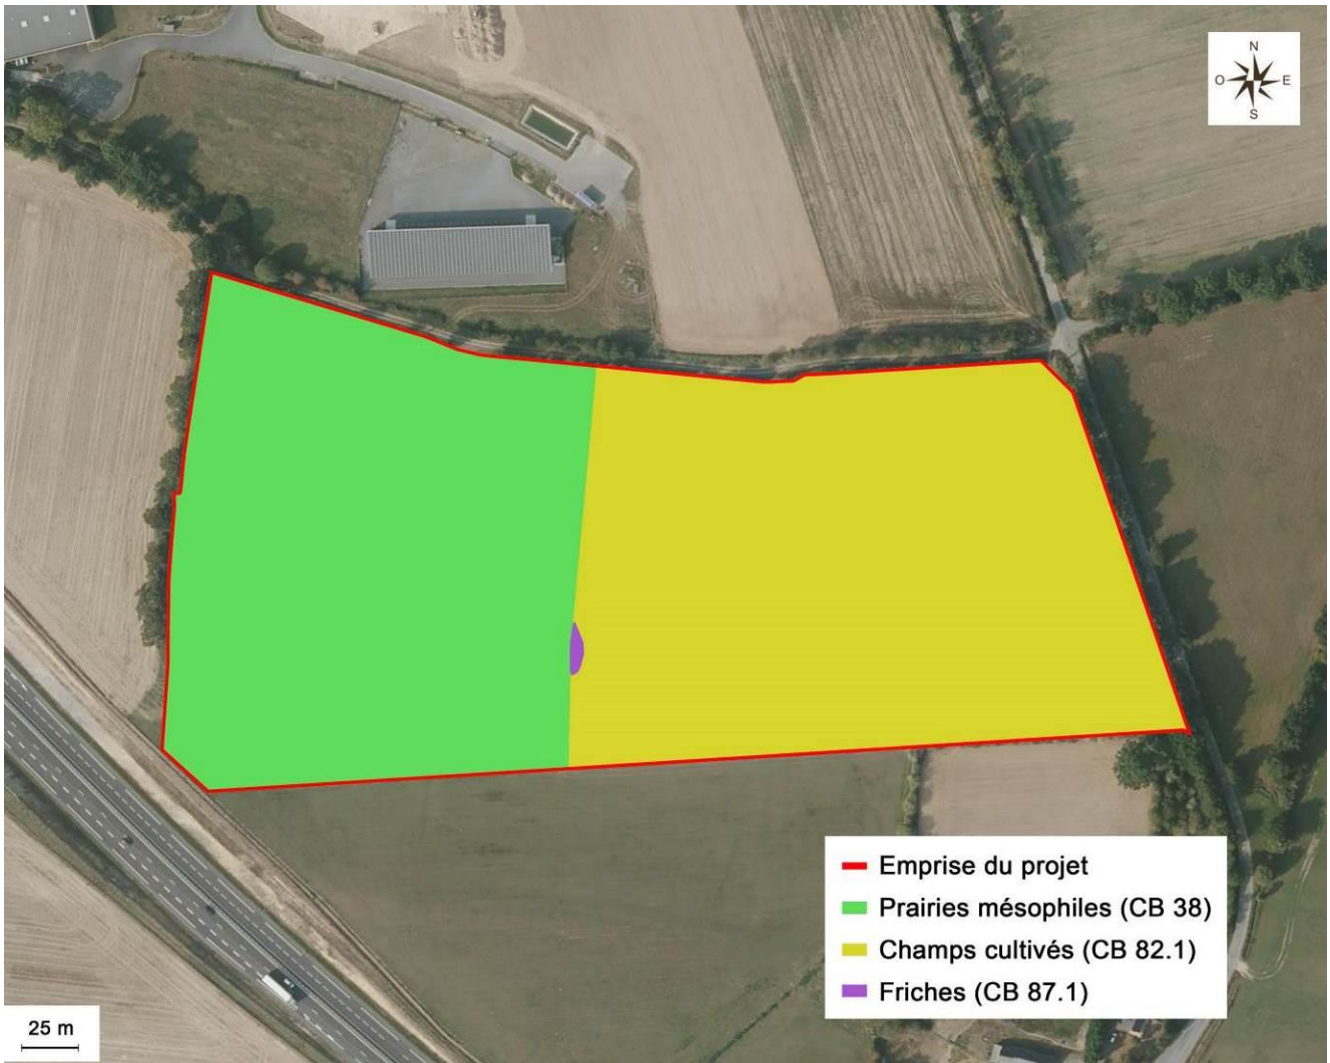 N
O E
S
Emprise du projet
Prairies mésophiles (CB 38)
Champs cultivés (CB 82.1)
Friches (CB 87.1)
25 m